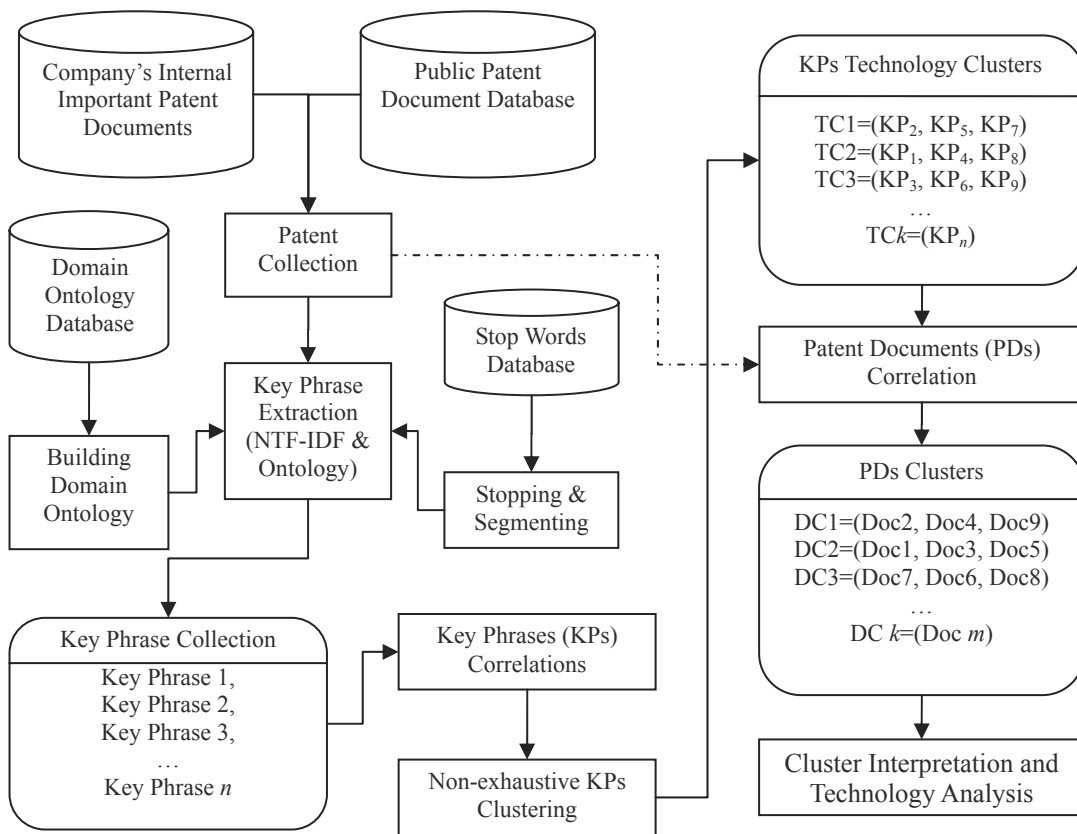 Company's Internal
Important Patent
Documents
Public Patent
Document Database
Patent
Collection
Domain
Ontology
Database
Stop Words
Database
Key Phrase
Extraction
(NTF-IDF &
Ontology)
Building
Domain
Ontology
Stopping &
Segmenting
Key Phrase Collection
Key Phrase 1,
Key Phrase 2,
Key Phrase 3,
…
Key Phrase n
Key Phrases (KPs)
Correlations
Non-exhaustive KPs
Clustering
KPs Technology Clusters
TC1=(KP₂, KP₅, KP₇)
TC2=(KP₁, KP₄, KP₈)
TC3=(KP₃, KP₆, KP₉)
…
TCk=(KPₙ)
Patent Documents (PDs)
Correlation
PDs Clusters
DC1=(Doc2, Doc4, Doc9)
DC2=(Doc1, Doc3, Doc5)
DC3=(Doc7, Doc6, Doc8)
…
DC k=(Doc m)
Cluster Interpretation and
Technology Analysis